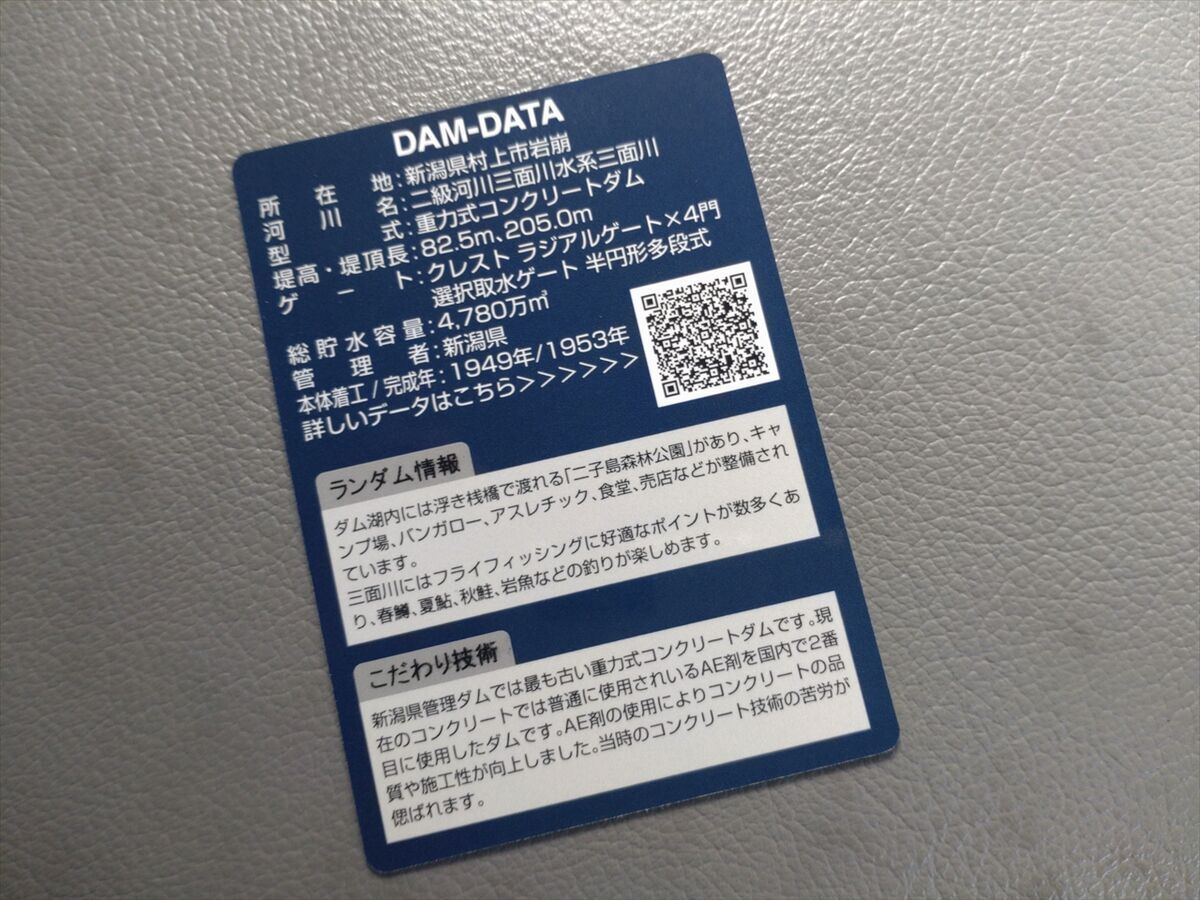 DAM-DATA
所在地:新潟県村上市岩崩
河川名:二級河川三面川水系三面川
型式:重力式コンクリートダム
堤高・堤頂長:82.5m、205.0m
ゲート:クレスト ラジアルゲート×4門
選択取水ゲート 半円形多段式
総貯水容量:4,780万㎥
管理者:新潟県
本体着工/完成年:1949年/1953年
詳しいデータはこちら>>>>>>
ランダム情報
ダム湖内には浮き桟橋で渡れる「二子島森林公園」があり、キャ
ンプ場、バンガロー、アスレチック、食堂、売店などが整備され
ています。
三面川にはフライフィッシングに好適なポイントが数多くあ
り、春鱒、夏鮎、秋鮭、岩魚などの釣りが楽しめます。
こだわり技術
新潟県管理ダムでは最も古い重力式コンクリートダムです。現
在のコンクリートでは普通に使用されいるAE剤を国内で2番
目に使用したダムです。AE剤の使用によりコンクリートの品
質や施工性が向上しました。当時のコンクリート技術の苦労が
偲ばれます。